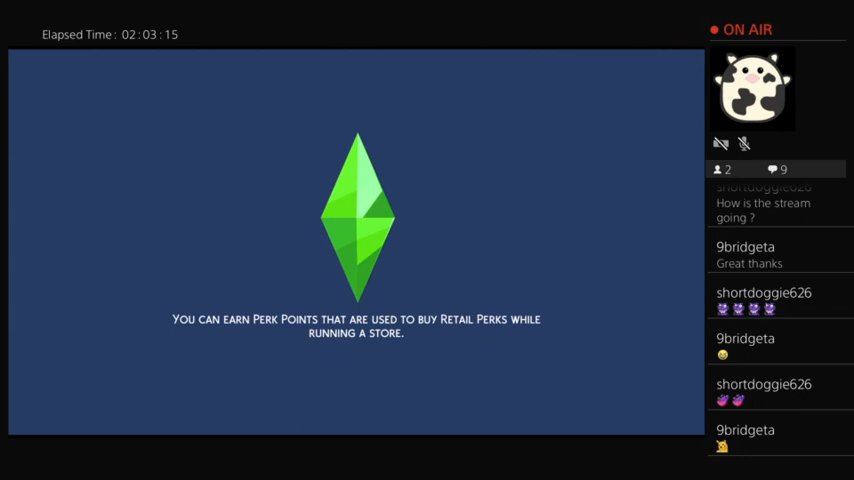 Elapsed Time: 02:03:15
ON AIR
2
9
shortdoggie626
How is the stream
going ?
9bridgeta
Great thanks
shortdoggie626
9bridgeta
shortdoggie626
9bridgeta
YOU CAN EARN PERK POINTS THAT ARE USED TO BUY RETAIL PERKS WHILE
RUNNING A STORE.